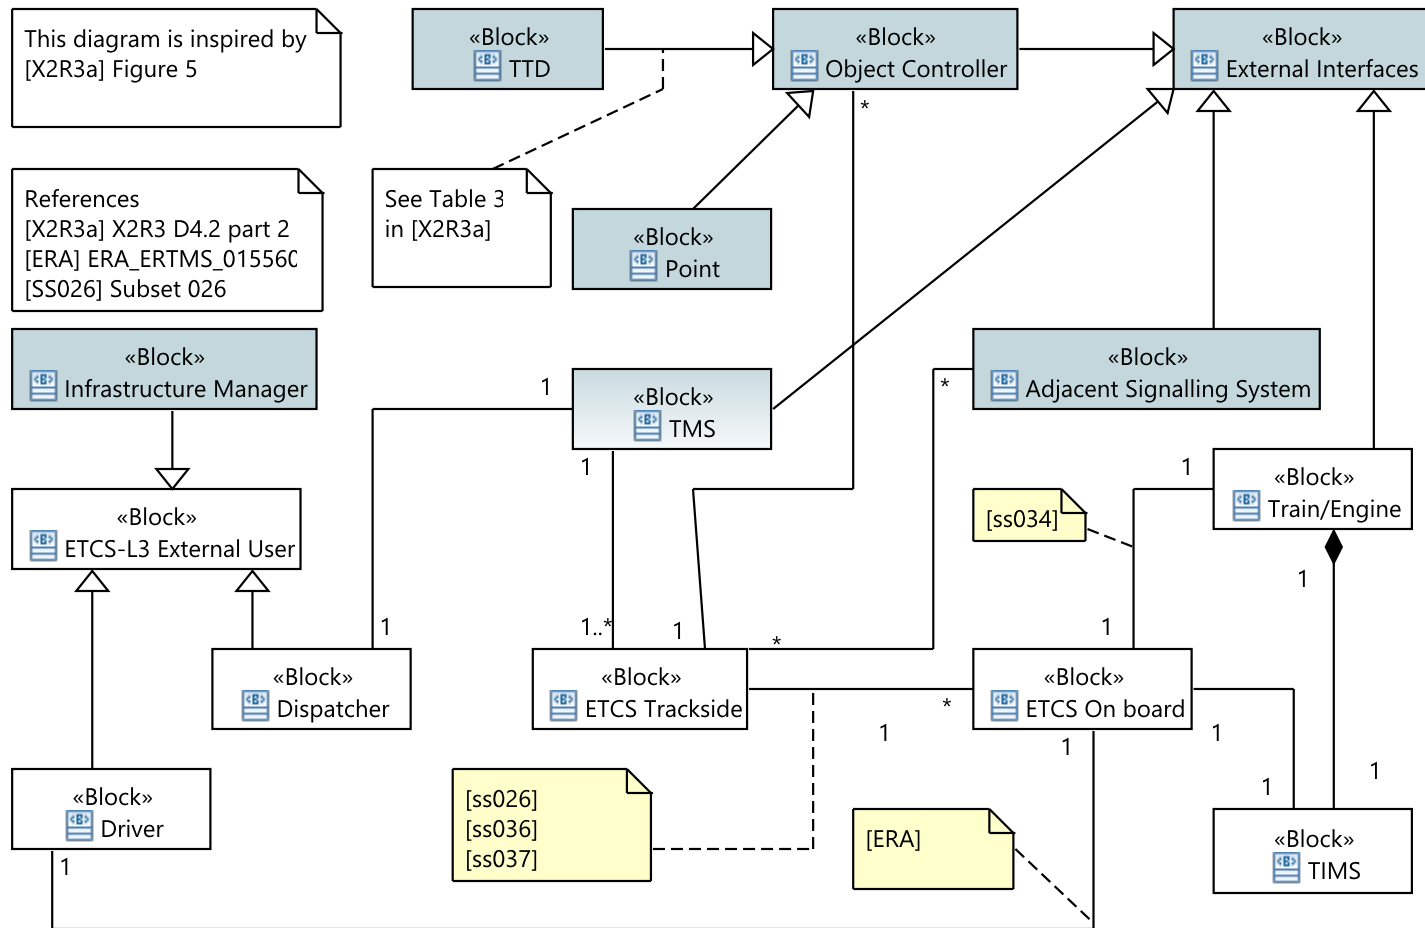 This diagram is inspired by
[X2R3a] Figure 5
«Block»
TTD
«Block»
Object Controller
«Block»
External Interfaces
*
References
[X2R3a] X2R3 D4.2 part 2
[ERA] ERA_ERTMS_015560
[SS026] Subset 026
See Table 3
in [X2R3a]
«Block»
Point
«Block»
Infrastructure Manager
1
«Block»
TMS
*
«Block»
Adjacent Signalling System
1
1
«Block»
Train/Engine
«Block»
ETCS-L3 External User
[ss034]
1
1
1..*
1
*
1
«Block»
Dispatcher
«Block»
ETCS Trackside
*
1
«Block»
ETCS On board
1
1
1
1
«Block»
Driver
1
[ss026]
[ss036]
[ss037]
[ERA]
«Block»
TIMS